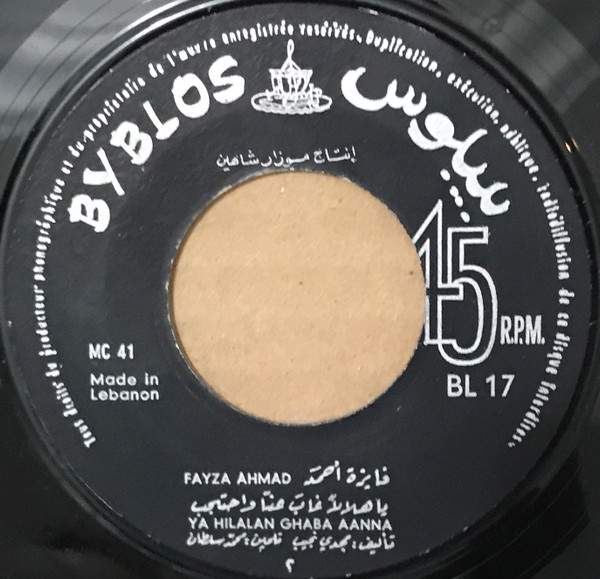 Tous droits du producteur phonographique et du propriétaire de l'œuvre enregistrée réservés. Duplication, exécution publique, radiodiffusion de ce disque interdites.
BYBLOS
بيبلوس
إنتاج موزار شاهين
45 R.P.M.
MC 41
BL 17
Made in
Lebanon
FAYZA AHMAD فايزة أحمد
يا هلالاً غابَ عنّا واحتجب
YA HILALAN GHABA AANNA
تأليف: مجدي نجيب تلحين: محمد سلطان
٢